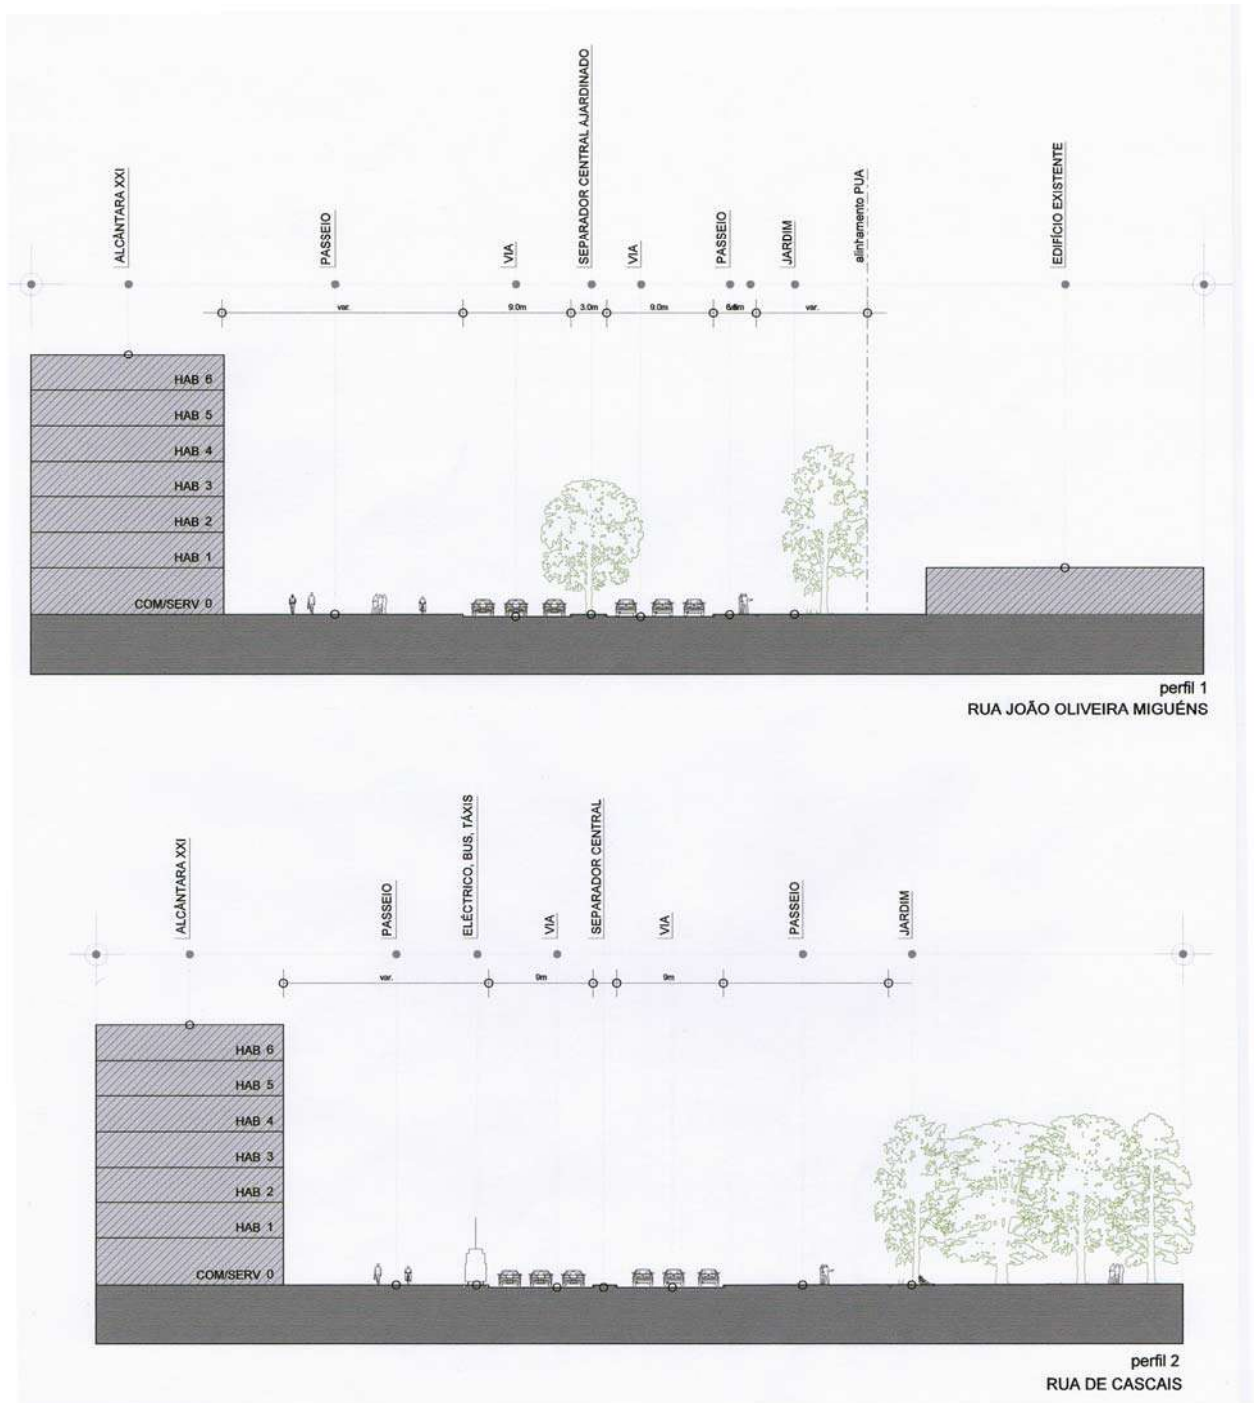 ALCÂNTARA XXI
PASSEIO
VIA
SEPARADOR CENTRAL AJARDINADO
VIA
PASSEIO
JARDIM
alinhamento PUA
EDIFÍCIO EXISTENTE
var.
9.0m
3.0m
9.0m
var.
HAB 6
HAB 5
HAB 4
HAB 3
HAB 2
HAB 1
COM/SERV 0
perfil 1
RUA JOÃO OLIVEIRA MIGUÉNS
ALCÂNTARA XXI
PASSEIO
ELÉCTRICO, BUS, TÁXIS
VIA
SEPARADOR CENTRAL
VIA
PASSEIO
JARDIM
var.
9m
9m
HAB 6
HAB 5
HAB 4
HAB 3
HAB 2
HAB 1
COM/SERV 0
perfil 2
RUA DE CASCAIS